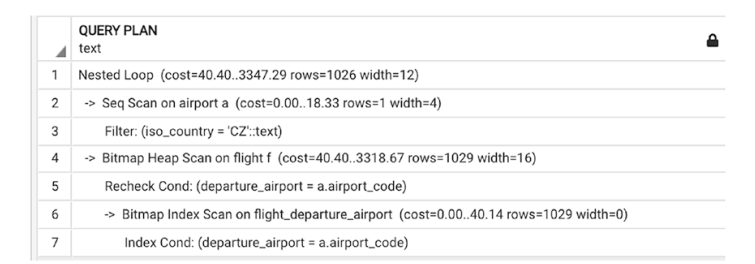 QUERY PLAN
text
1 Nested Loop (cost=40.40..3347.29 rows=1026 width=12)
2 -> Seq Scan on airport a (cost=0.00..18.33 rows=1 width=4)
3 Filter: (iso_country = 'CZ'::text)
4 -> Bitmap Heap Scan on flight f (cost=40.40..3318.67 rows=1029 width=16)
5 Recheck Cond: (departure_airport = a.airport_code)
6 -> Bitmap Index Scan on flight_departure_airport (cost=0.00..40.14 rows=1029 width=0)
7 Index Cond: (departure_airport = a.airport_code)